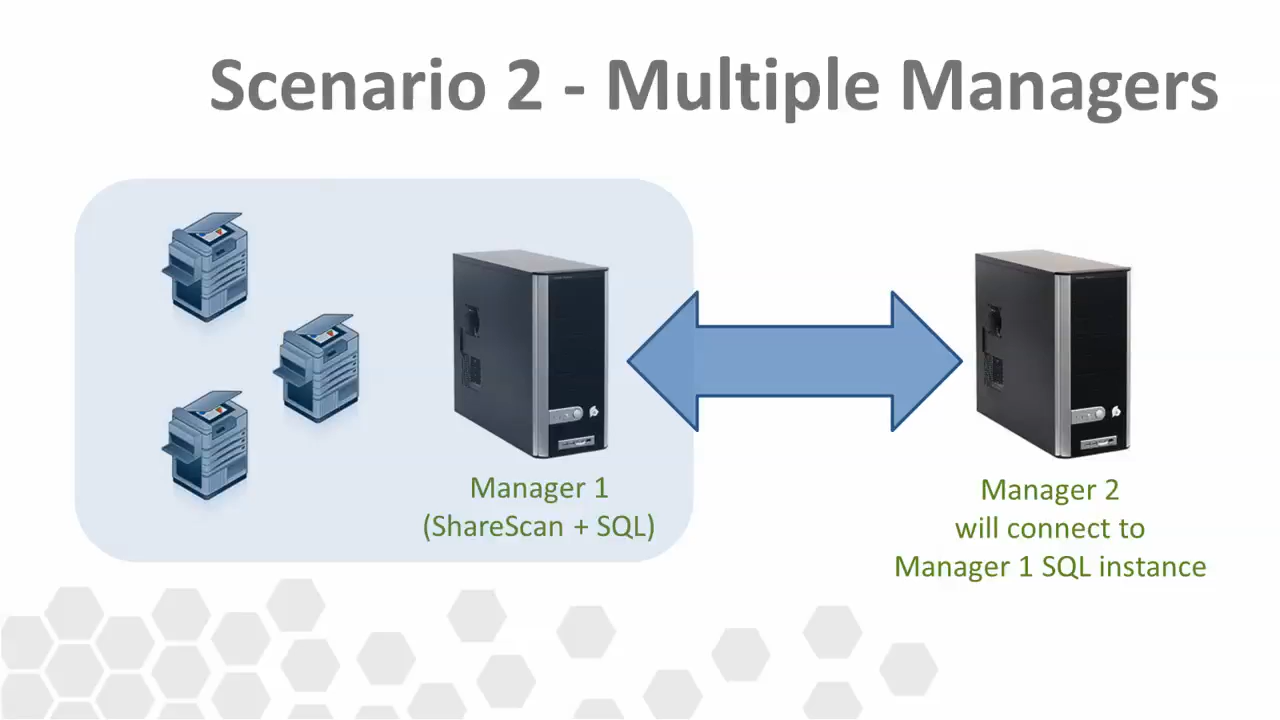 Scenario 2 - Multiple Managers
Manager 1
(ShareScan + SQL)
Manager 2
will connect to
Manager 1 SQL instance